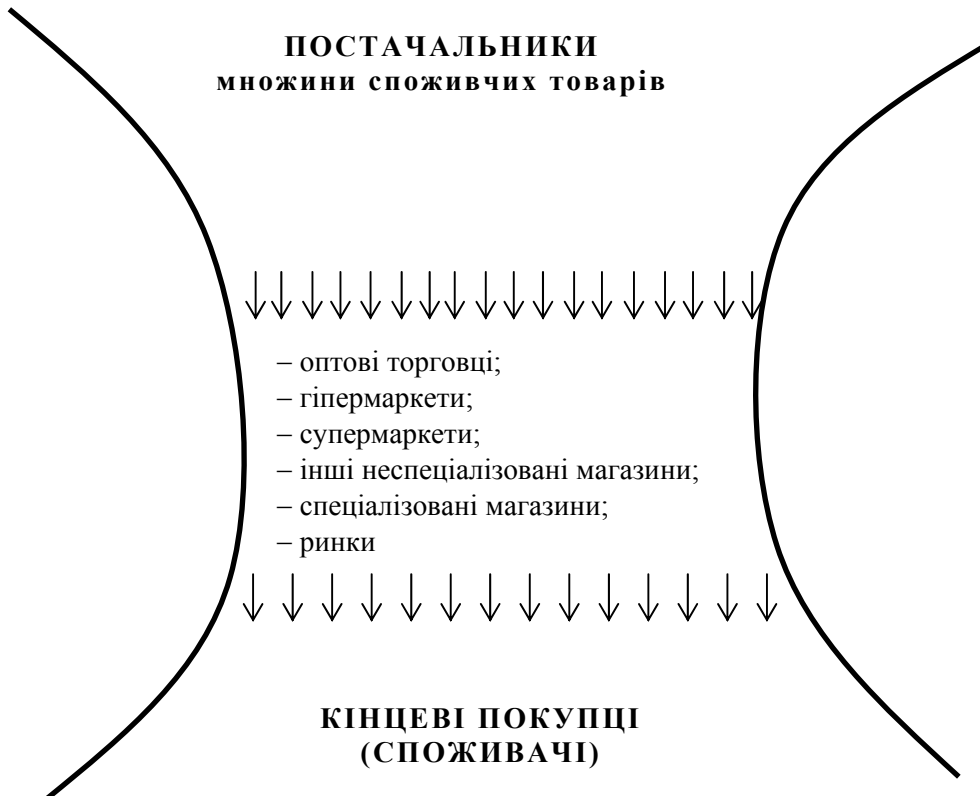 ПОСТАЧАЛЬНИКИ
множини споживчих товарів
– оптові торговці;
– гіпермаркети;
– супермаркети;
– інші неспеціалізовані магазини;
– спеціалізовані магазини;
– ринки
КІНЦЕВІ ПОКУПЦІ
(СПОЖИВАЧІ)